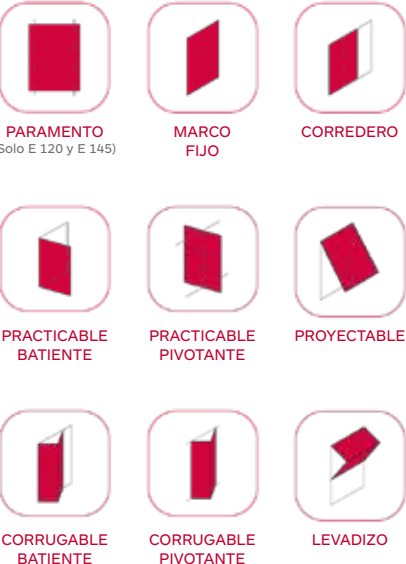 PARAMENTO
Solo E 120 y E 145)
MARCO
FIJO
CORREDERO
PRACTICABLE
BATIENTE
PRACTICABLE
PIVOTANTE
PROYECTABLE
CORRUGABLE
BATIENTE
CORRUGABLE
PIVOTANTE
LEVADIZO